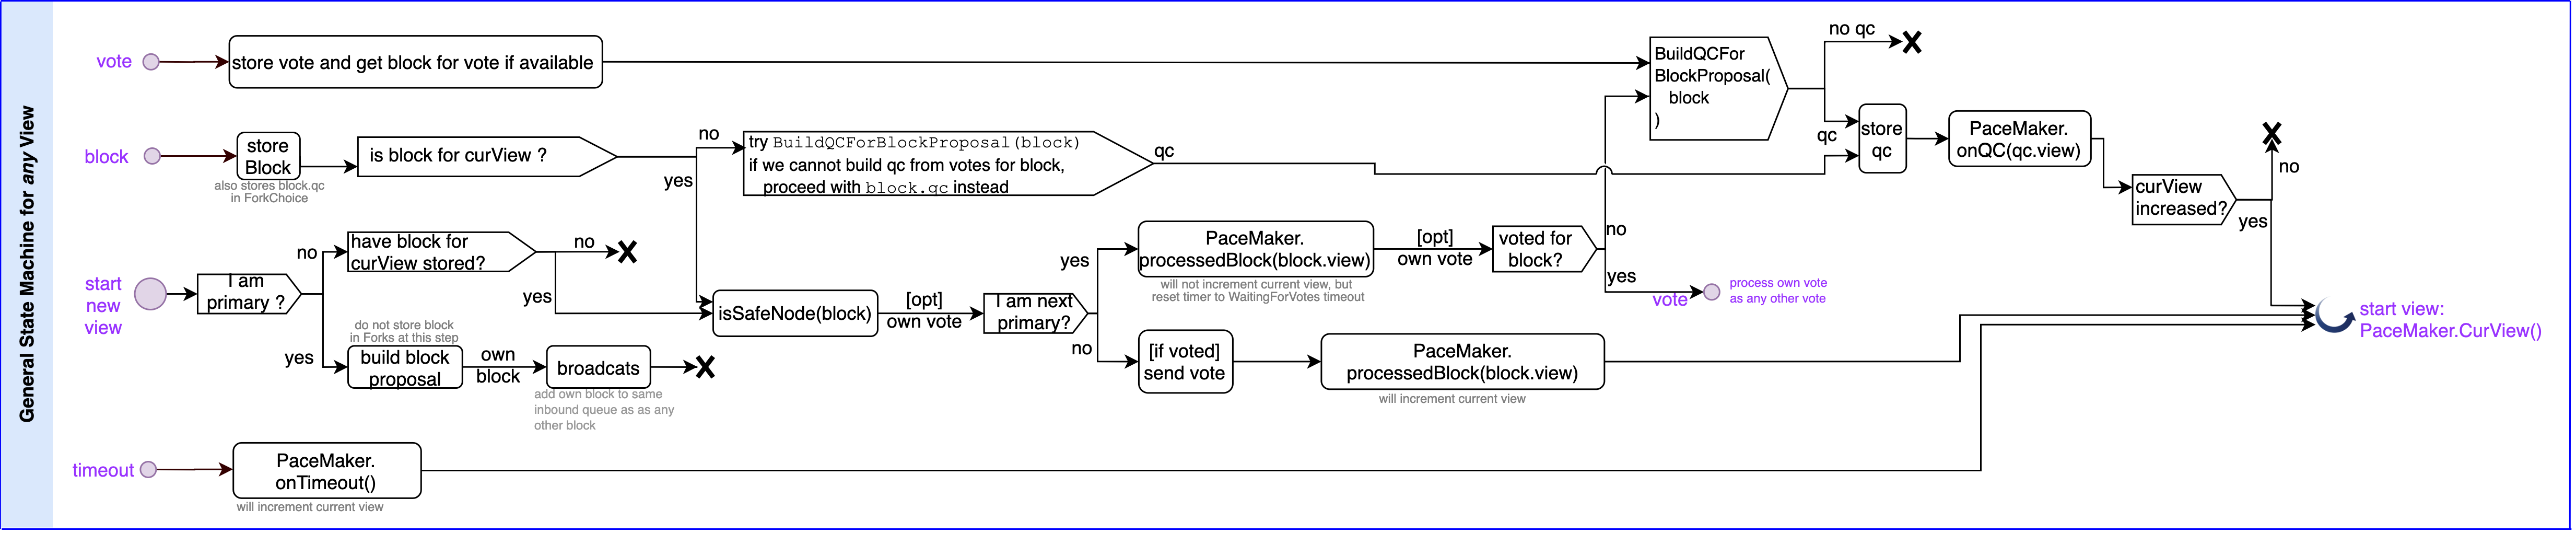 General State Machine for any View
vote
store vote and get block for vote if available
BuildQCFor
BlockProposal(
block
)
no qc
qc
store
qc
PaceMaker.
onQC(qc.view)
curView
increased?
no
yes
block
store
Block
also stores block.qc
in ForkChoice
is block for curView ?
no
yes
try BuildQCForBlockProposal(block)
if we cannot build qc from votes for block,
proceed with block.qc instead
qc
start
new
view
I am
primary ?
no
yes
have block for
curView stored?
no
yes
do not store block
in Forks at this step
build block
proposal
own
block
broadcats
add own block to same
inbound queue as as any
other block
isSafeNode(block)
[opt]
own vote
I am next
primary?
yes
no
PaceMaker.
processedBlock(block.view)
will not increment current view, but
reset timer to WaitingForVotes timeout
[opt]
own vote
voted for
block?
no
yes
vote
process own vote
as any other vote
[if voted]
send vote
PaceMaker.
processedBlock(block.view)
will increment current view
start view:
PaceMaker.CurView()
timeout
PaceMaker.
onTimeout()
will increment current view